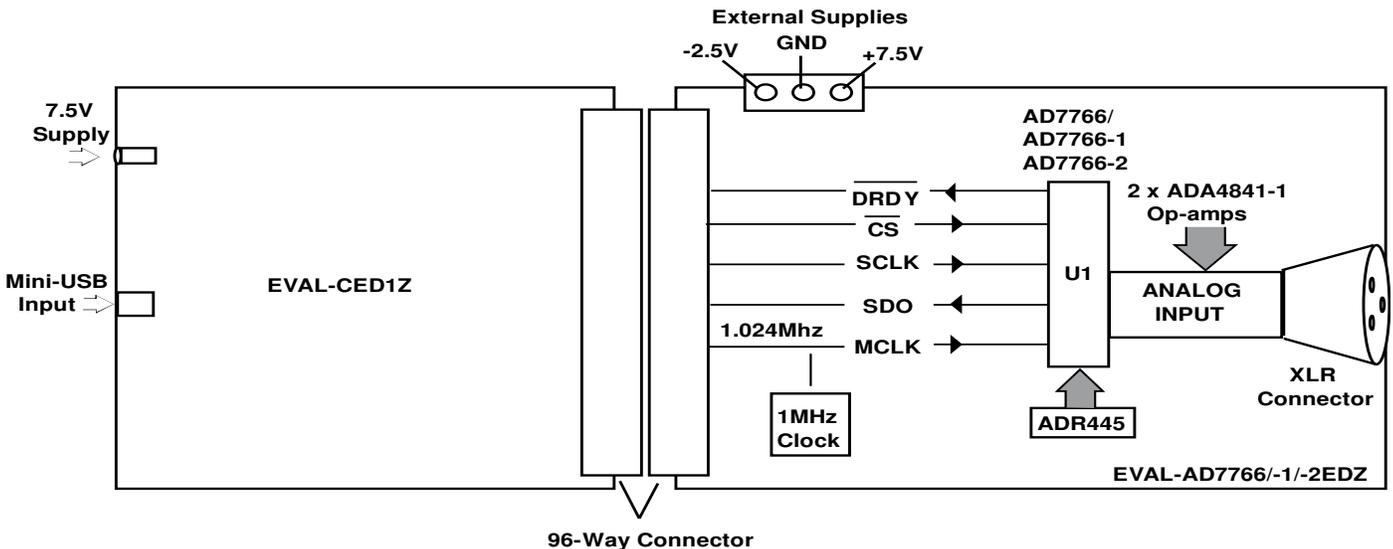 External Supplies
-2.5V
GND
+7.5V
7.5V
Supply
Mini-USB
Input
EVAL-CED1Z
AD7766/
AD7766-1
AD7766-2
2 x ADA4841-1
Op-amps
DRDY
CS
SCLK
SDO
1.024Mhz
MCLK
1MHz
Clock
U1
ANALOG
INPUT
ADR445
XLR
Connector
EVAL-AD7766/-1/-2EDZ
96-Way Connector